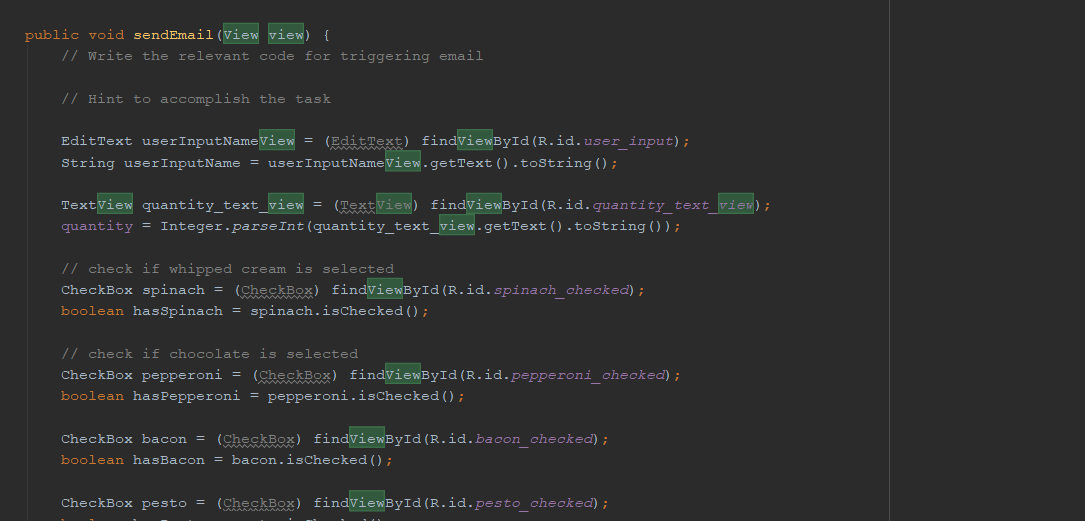 public void sendEmail(View view) {
// Write the relevant code for triggering email
// Hint to accomplish the task
EditText userInputNameView = (EditText) findViewById(R.id.user_input);
String userInputName = userInputNameView.getText().toString();
TextView quantity_text_view = (TextView) findViewById(R.id.quantity_text_view);
quantity = Integer.parseInt(quantity_text_view.getText().toString());
// check if whipped cream is selected
CheckBox spinach = (CheckBox) findViewById(R.id.spinach_checked);
boolean hasSpinach = spinach.isChecked();
// check if chocolate is selected
CheckBox pepperoni = (CheckBox) findViewById(R.id.pepperoni_checked);
boolean hasPepperoni = pepperoni.isChecked();
CheckBox bacon = (CheckBox) findViewById(R.id.bacon_checked);
boolean hasBacon = bacon.isChecked();
CheckBox pesto = (CheckBox) findViewById(R.id.pesto_checked);